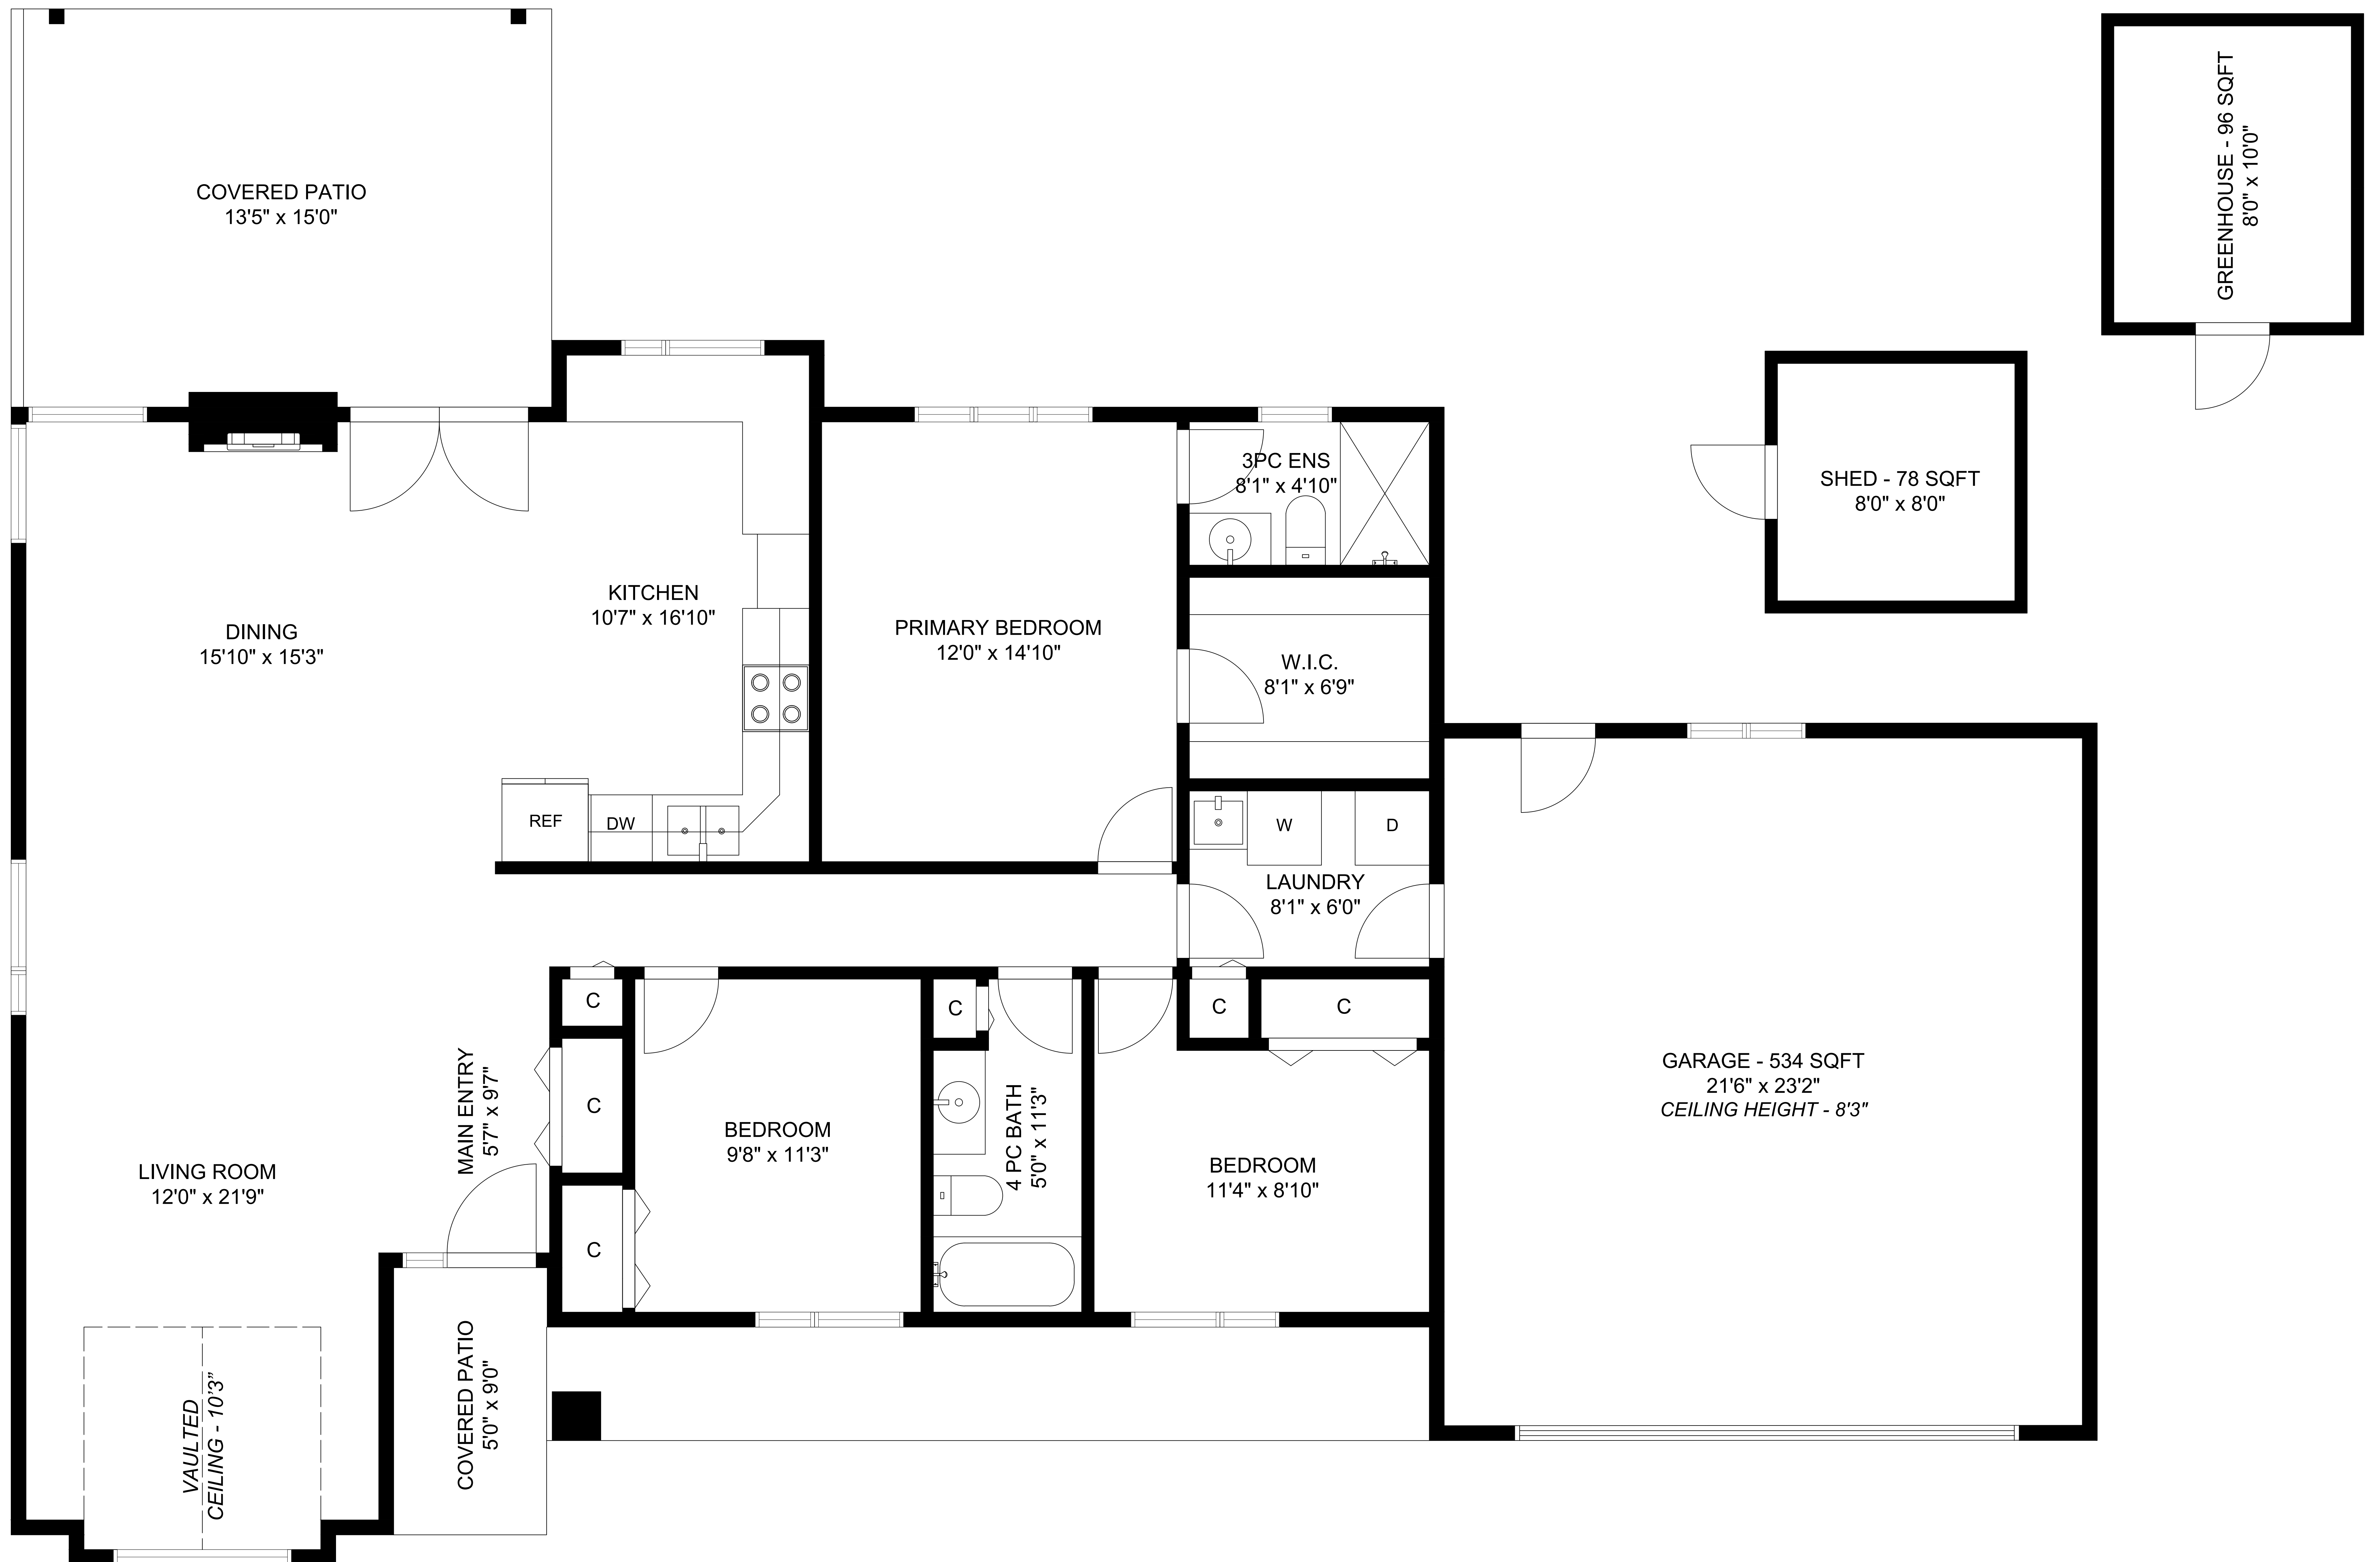 COVERED PATIO
13'5" x 15'0"
GREENHOUSE - 96 SQFT
8'0" x 10'0"
3PC ENS
8'1" x 4'10"
SHED - 78 SQFT
8'0" x 8'0"
KITCHEN
10'7" x 16'10"
DINING
15'10" x 15'3"
PRIMARY BEDROOM
12'0" x 14'10"
W.I.C.
8'1" x 6'9"
REF
DW
W
D
LAUNDRY
8'1" x 6'0"
C
C
C
C
C
C
MAIN ENTRY
5'7" x 9'7"
BEDROOM
9'8" x 11'3"
4 PC BATH
5'0" x 11'3"
BEDROOM
11'4" x 8'10"
GARAGE - 534 SQFT
21'6" x 23'2"
CEILING HEIGHT - 8'3"
LIVING ROOM
12'0" x 21'9"
COVERED PATIO
5'0" x 9'0"
VAULTED
CEILING - 10'3”